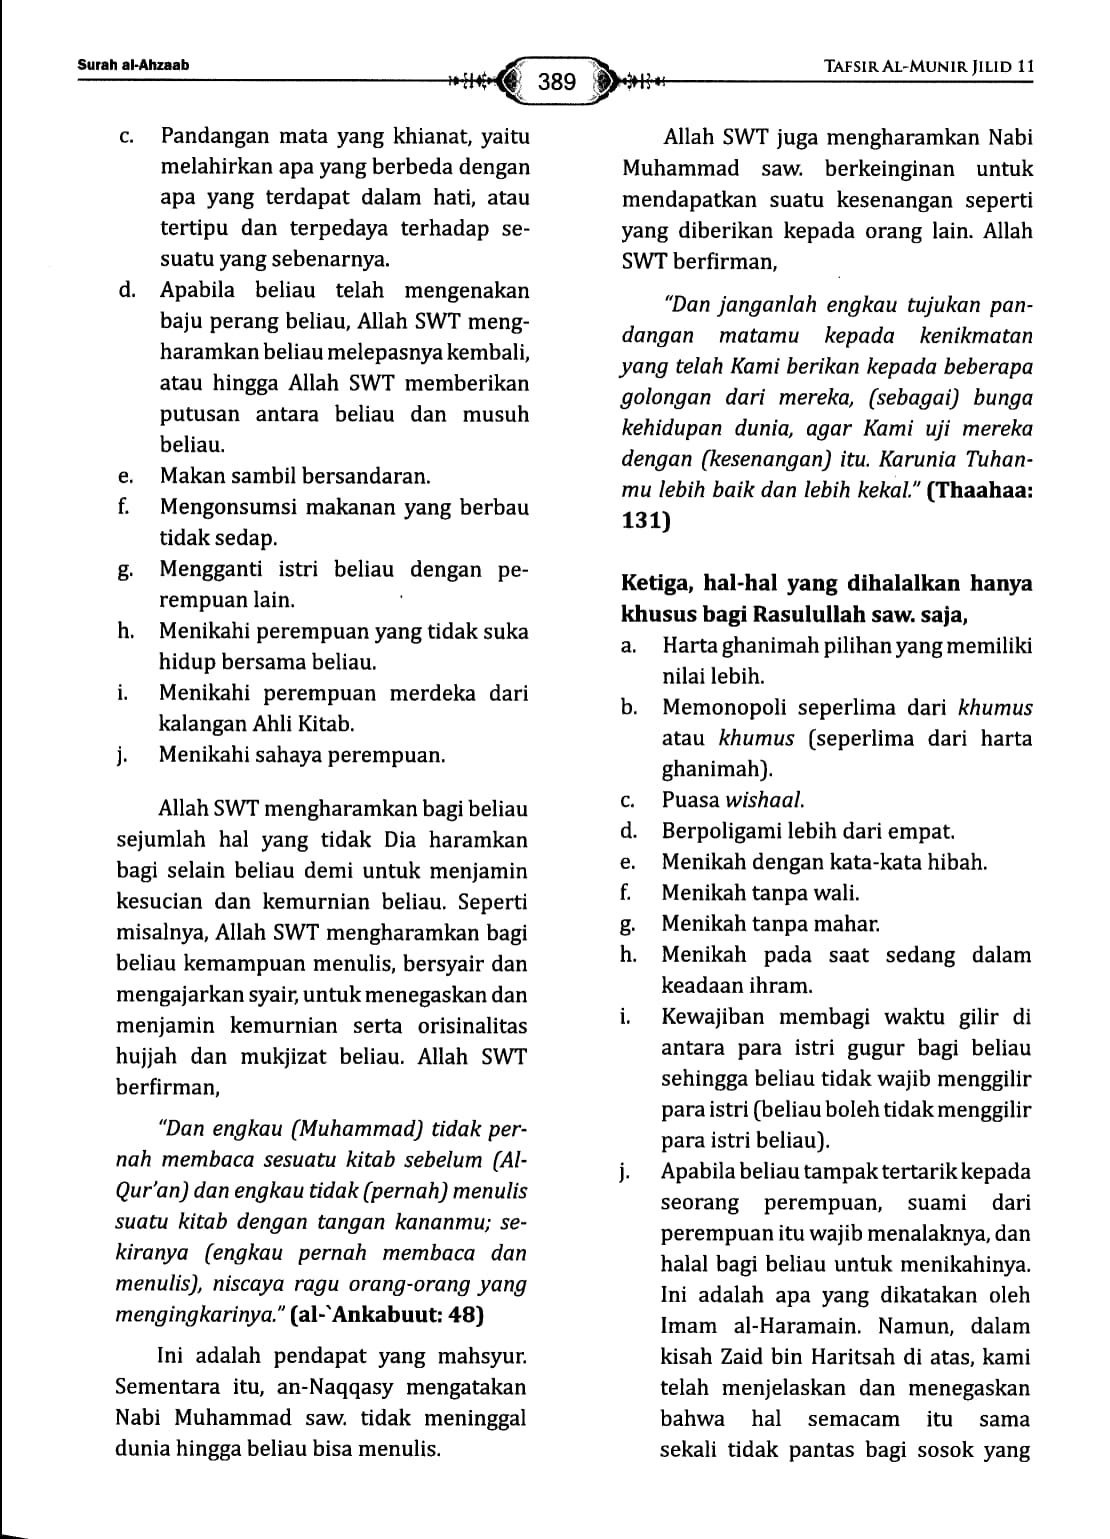 Surah al-Ahzaab
389
TAFSIR AL-MUNIR JILID 11
c. Pandangan mata yang khianat, yaitu
melahirkan apa yang berbeda dengan
apa yang terdapat dalam hati, atau
tertipu dan terpedaya terhadap se-
suatu yang sebenarnya.
d. Apabila beliau telah mengenakan
baju perang beliau, Allah SWT meng-
haramkan beliau melepasnya kembali,
atau hingga Allah SWT memberikan
putusan antara beliau dan musuh
beliau.
e. Makan sambil bersandaran.
f. Mengonsumsi makanan yang berbau
tidak sedap.
g. Mengganti istri beliau dengan pe-
rempuan lain.
h. Menikahi perempuan yang tidak suka
hidup bersama beliau.
i. Menikahi perempuan merdeka dari
kalangan Ahli Kitab.
j. Menikahi sahaya perempuan.
Allah SWT mengharamkan bagi beliau
sejumlah hal yang tidak Dia haramkan
bagi selain beliau demi untuk menjamin
kesucian dan kemurnian beliau. Seperti
misalnya, Allah SWT mengharamkan bagi
beliau kemampuan menulis, bersyair dan
mengajarkan syair, untuk menegaskan dan
menjamin kemurnian serta orisinalitas
hujjah dan mukjizat beliau. Allah SWT
berfirman,
“Dan engkau (Muhammad) tidak per-
nah membaca sesuatu kitab sebelum (Al-
Qur’an) dan engkau tidak (pernah) menulis
suatu kitab dengan tangan kananmu; se-
kiranya (engkau pernah membaca dan
menulis), niscaya ragu orang-orang yang
mengingkarinya.” (al-`Ankabuut: 48)
Ini adalah pendapat yang mahsyur.
Sementara itu, an-Naqqasy mengatakan
Nabi Muhammad saw. tidak meninggal
dunia hingga beliau bisa menulis.
Allah SWT juga mengharamkan Nabi
Muhammad saw. berkeinginan untuk
mendapatkan suatu kesenangan seperti
yang diberikan kepada orang lain. Allah
SWT berfirman,
“Dan janganlah engkau tujukan pan-
dangan matamu kepada kenikmatan
yang telah Kami berikan kepada beberapa
golongan dari mereka, (sebagai) bunga
kehidupan dunia, agar Kami uji mereka
dengan (kesenangan) itu. Karunia Tuhan-
mu lebih baik dan lebih kekal.” (Thaahaa:
131)
Ketiga, hal-hal yang dihalalkan hanya
khusus bagi Rasulullah saw. saja,
a. Harta ghanimah pilihan yang memiliki
nilai lebih.
b. Memonopoli seperlima dari khumus
atau khumus (seperlima dari harta
ghanimah).
c. Puasa wishaal.
d. Berpoligami lebih dari empat.
e. Menikah dengan kata-kata hibah.
f. Menikah tanpa wali.
g. Menikah tanpa mahar.
h. Menikah pada saat sedang dalam
keadaan ihram.
i. Kewajiban membagi waktu gilir di
antara para istri gugur bagi beliau
sehingga beliau tidak wajib menggilir
para istri (beliau boleh tidak menggilir
para istri beliau).
j. Apabila beliau tampak tertarik kepada
seorang perempuan, suami dari
perempuan itu wajib menalaknya, dan
halal bagi beliau untuk menikahinya.
Ini adalah apa yang dikatakan oleh
Imam al-Haramain. Namun, dalam
kisah Zaid bin Haritsah di atas, kami
telah menjelaskan dan menegaskan
bahwa hal semacam itu sama
sekali tidak pantas bagi sosok yang